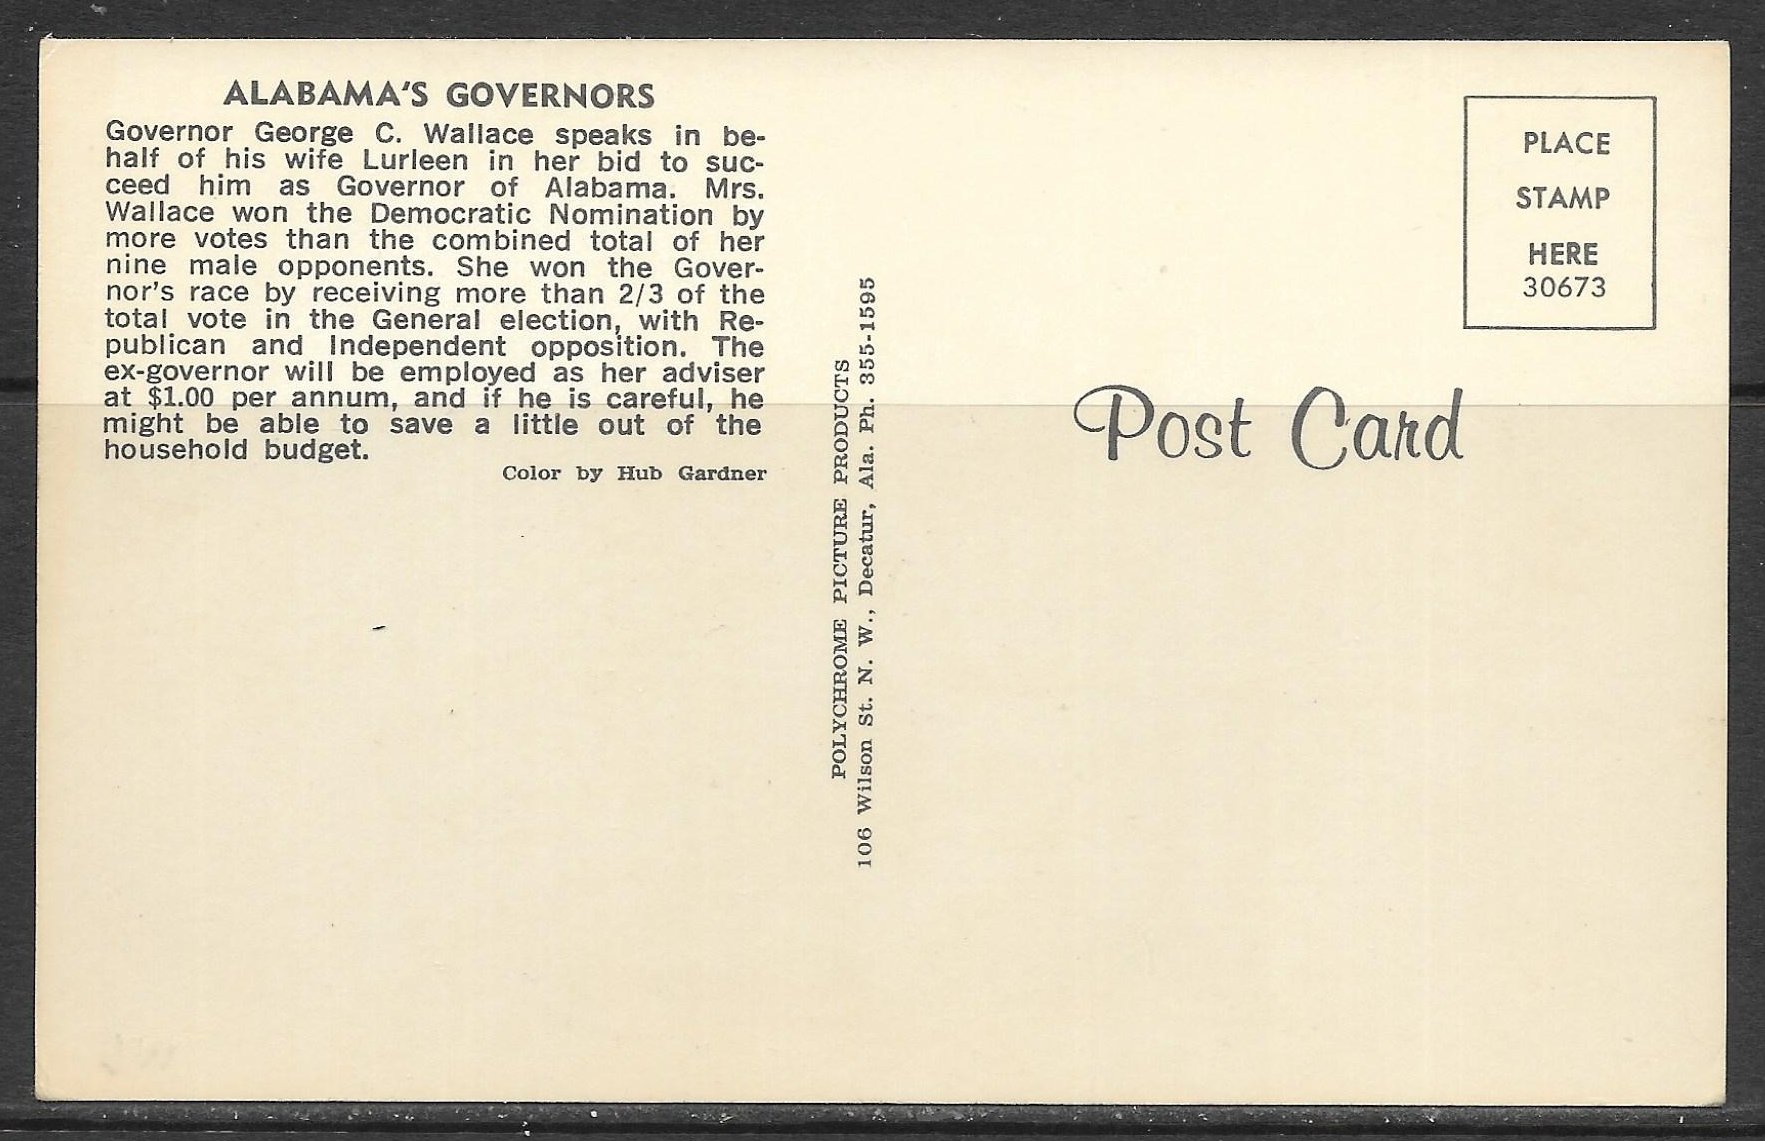 ALABAMA'S GOVERNORS
Governor George C. Wallace speaks in be-
half of his wife Lurleen in her bid to suc-
ceed him as Governor of Alabama. Mrs.
Wallace won the Democratic Nomination by
more votes than the combined total of her
nine male opponents. She won the Gover-
nor's race by receiving more than 2/3 of the
total vote in the General election, with Re-
publican and Independent opposition. The
ex-governor will be employed as her adviser
at $1.00 per annum, and if he is careful, he
might be able to save a little out of the
household budget.
Color by Hub Gardner
POLYCHROME PICTURE PRODUCTS
106 Wilson St. N. W., Decatur, Ala. Ph. 355-1595
PLACE
STAMP
HERE
30673
Post Card